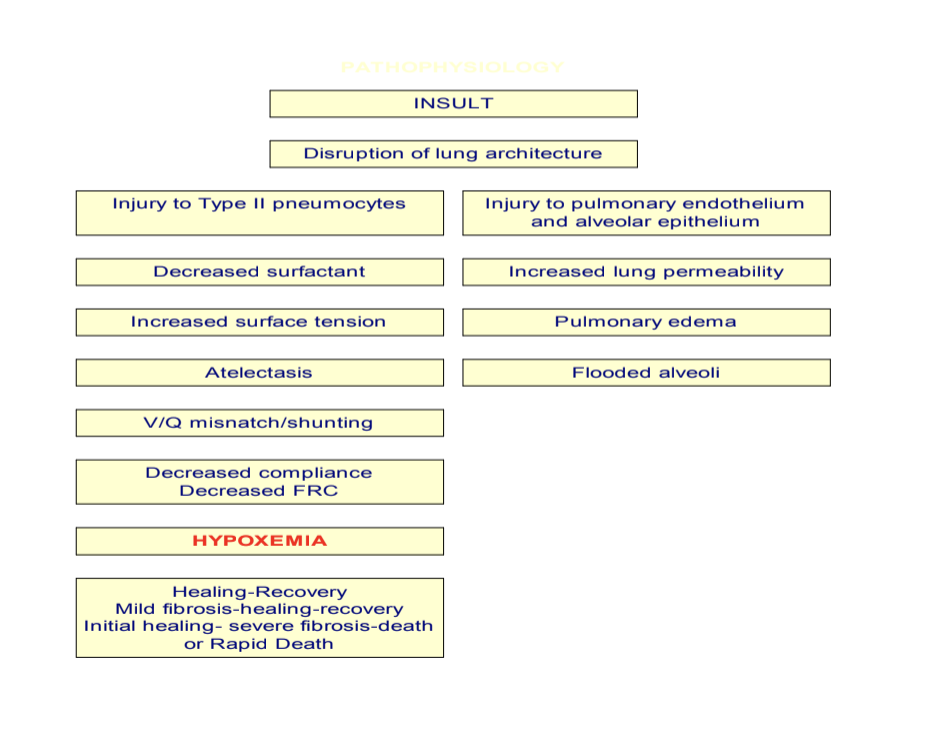 PATHOPHYSIOLOGY
INSULT
Disruption of lung architecture
Injury to Type II pneumocytes
Injury to pulmonary endothelium
and alveolar epithelium
Decreased surfactant
Increased lung permeability
Increased surface tension
Pulmonary edema
Atelectasis
Flooded alveoli
V/Q misnatch/shunting
Decreased compliance
Decreased FRC
HYPOXEMIA
Healing-Recovery
Mild fibrosis-healing-recovery
Initial healing- severe fibrosis-death
or Rapid Death